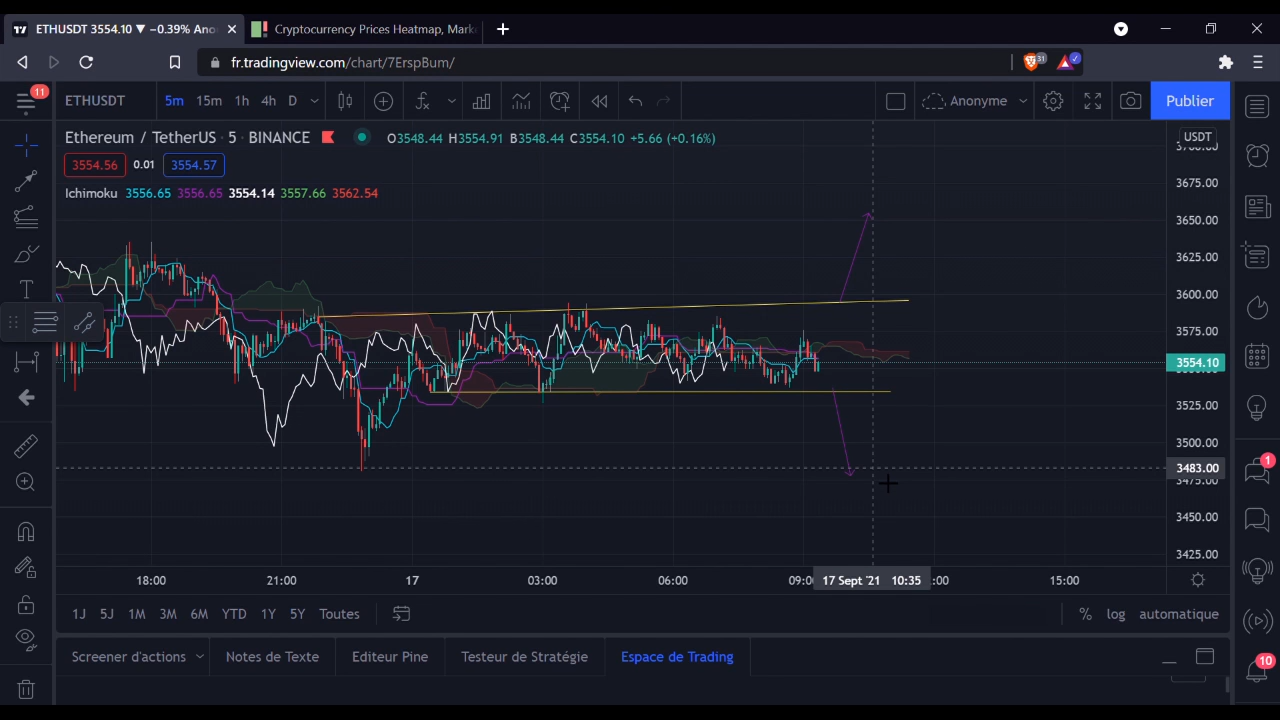 ETHUSDT 3554.10 ▼ −0.39% Ano
Cryptocurrency Prices Heatmap, Mark
fr.tradingview.com/chart/7ErspBum/
31
11
ETHUSDT 5m 15m 1h 4h D
Anonyme
Publier
Ethereum / TetherUS · 5 · BINANCE
O3548.44 H3554.91 B3548.44 C3554.10 +5.66 (+0.16%)
USDT
3554.56 0.01 3554.57
Ichimoku 3556.65 3556.65 3554.14 3557.66 3562.54
3675.00
3650.00
3625.00
3600.00
3575.00
3554.10
3525.00
3500.00
3483.00
3475.00
3450.00
3425.00
1
10
18:00 21:00 17 03:00 06:00 09:0 17 Sept '21 10:35 :00 15:00
1J 5J 1M 3M 6M YTD 1Y 5Y Toutes
% log automatique
Screener d'actions Notes de Texte Editeur Pine Testeur de Stratégie Espace de Trading